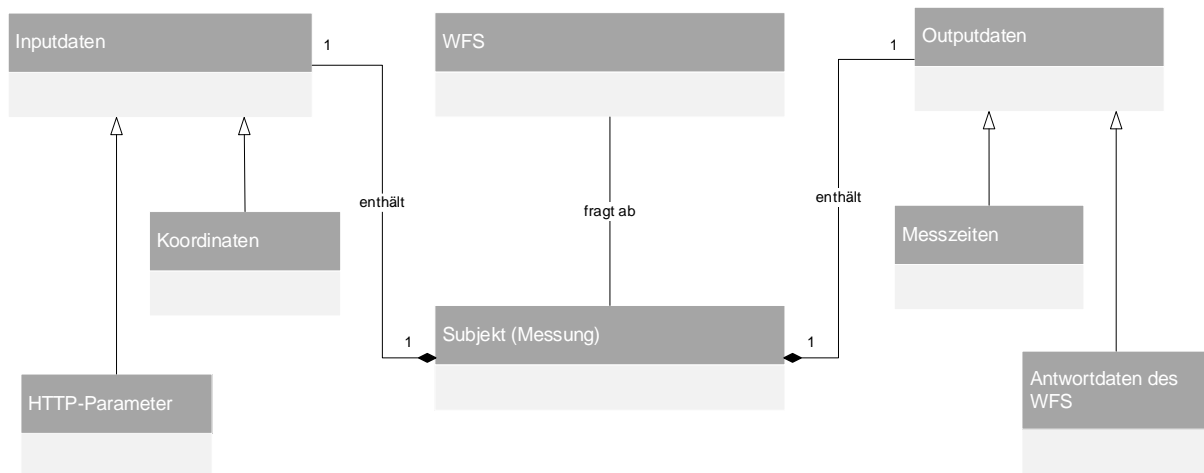 Inputdaten
1
WFS
1
Outputdaten
enthält
fragt ab
enthält
Koordinaten
Messzeiten
1
Subjekt (Messung)
1
HTTP-Parameter
Antwortdaten des
WFS